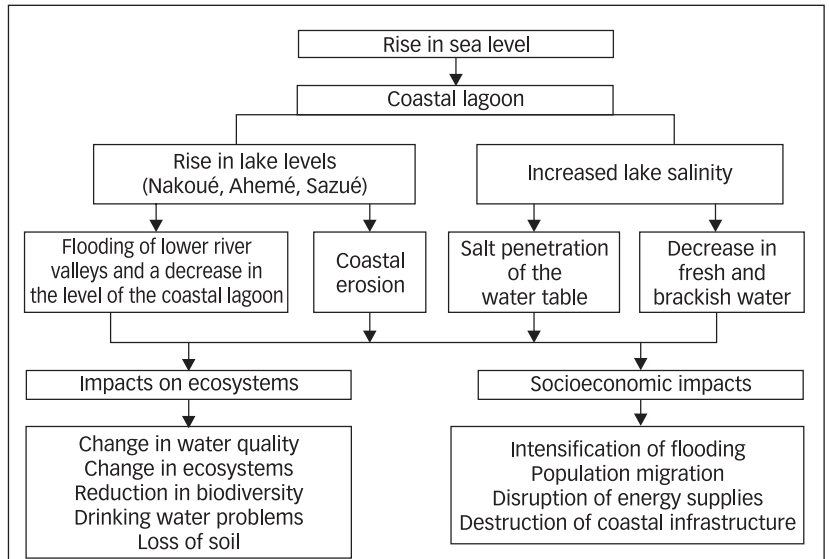 Rise in sea level
Coastal lagoon
Rise in lake levels
(Nakoué, Ahemé, Sazué)
Increased lake salinity
Flooding of lower river
valleys and a decrease in
the level of the coastal lagoon
Coastal
erosion
Salt penetration
of the
water table
Decrease in
fresh and
brackish water
Impacts on ecosystems
Socioeconomic impacts
Change in water quality
Change in ecosystems
Reduction in biodiversity
Drinking water problems
Loss of soil
Intensification of flooding
Population migration
Disruption of energy supplies
Destruction of coastal infrastructure